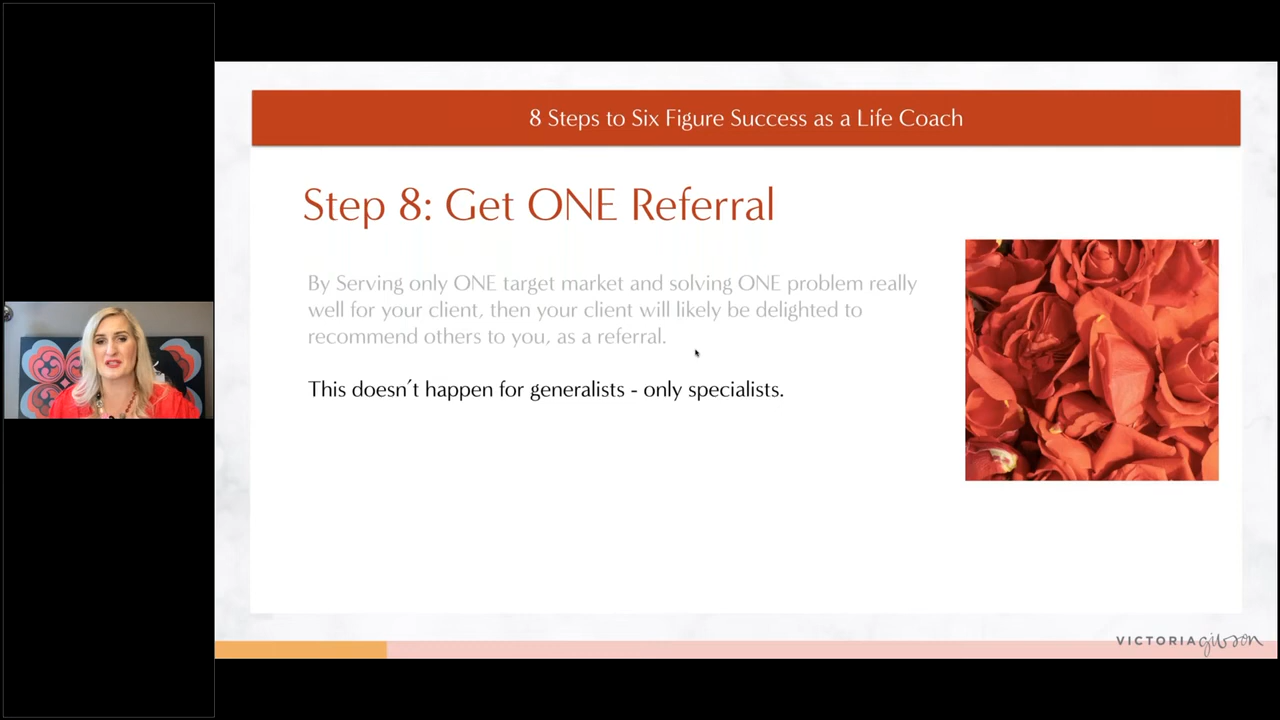 8 Steps to Six Figure Success as a Life Coach
Step 8: Get ONE Referral
By Serving only ONE target market and solving ONE problem really
well for your client, then your client will likely be delighted to
recommend others to you, as a referral.
This doesn´t happen for generalists - only specialists.
VICTORIA gibson